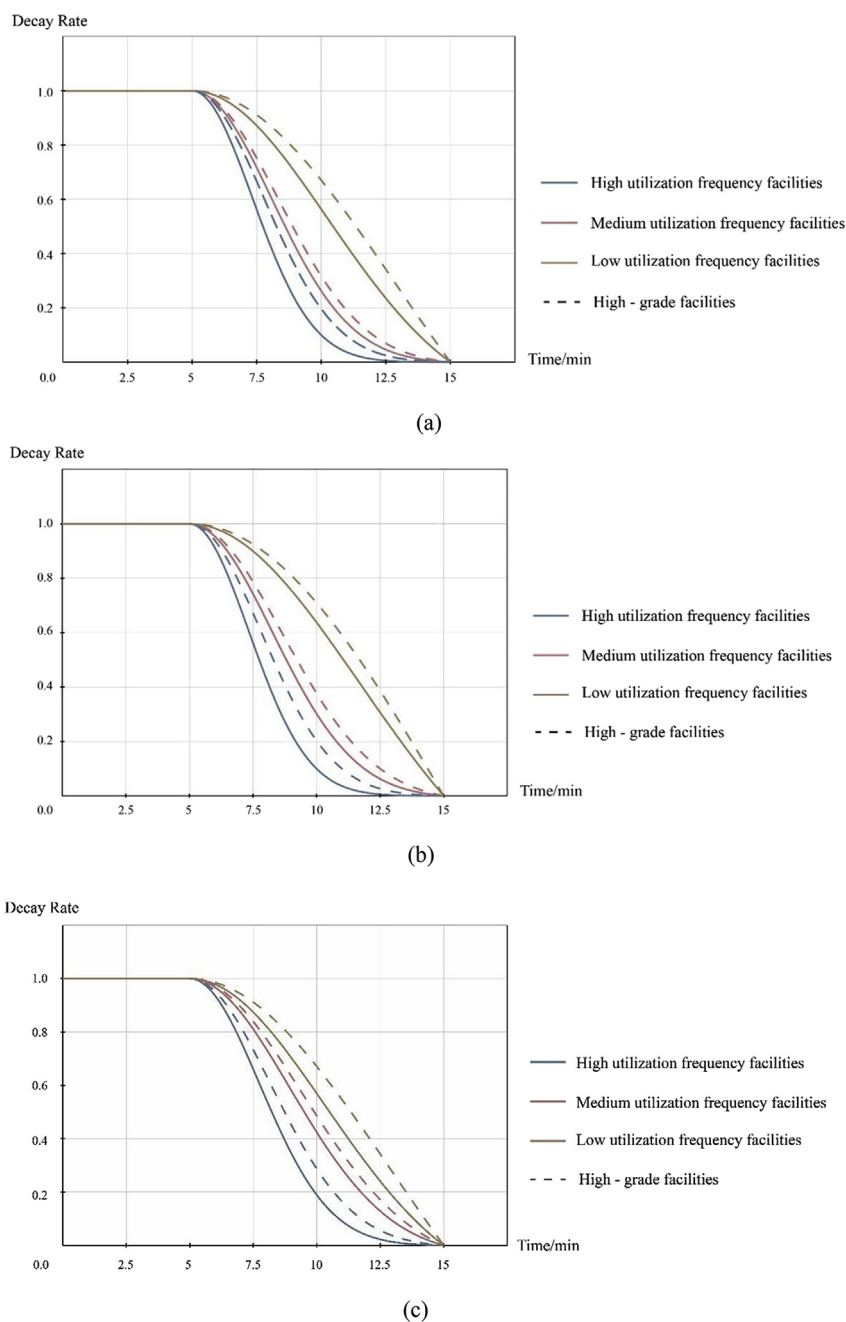 Decay Rate
1.0
0.8
0.6
0.4
0.2
0.0
2.5
5
7.5
10
12.5
15
Time/min
High utilization frequency facilities
Medium utilization frequency facilities
Low utilization frequency facilities
High - grade facilities
(a)
Decay Rate
1.0
0.8
0.6
0.4
0.2
0.0
2.5
5
7.5
10
12.5
15
Time/min
High utilization frequency facilities
Medium utilization frequency facilities
Low utilization frequency facilities
High - grade facilities
(b)
Decay Rate
1.0
0.8
0.6
0.4
0.2
0.0
2.5
5
7.5
10
12.5
15
Time/min
High utilization frequency facilities
Medium utilization frequency facilities
Low utilization frequency facilities
High - grade facilities
(c)